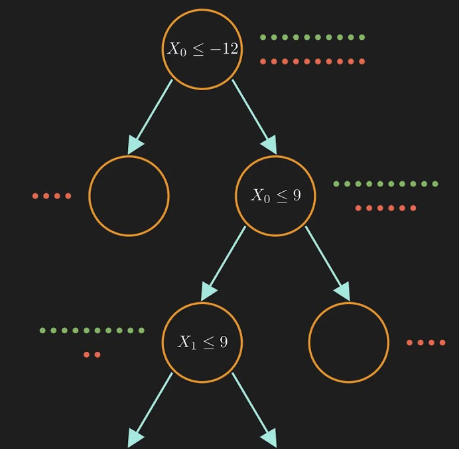 X₀ ≤ −12
X₀ ≤ 9
X₁ ≤ 9